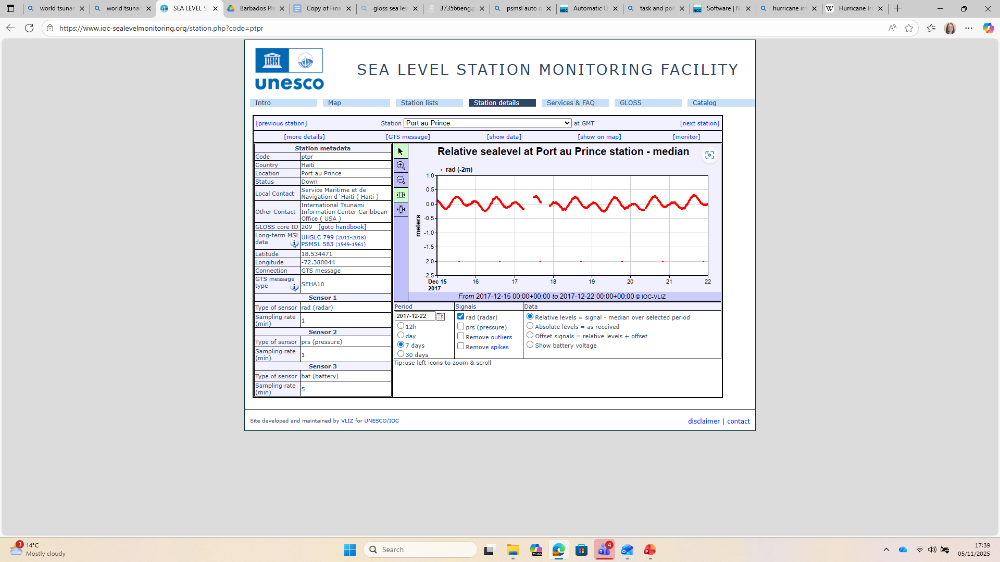 world tsunar
world tsunar
SEA LEVEL S
Barbados Pla
Copy of Fina
gloss sea lev
373566eng.p
psmsl auto q
Automatic Q
task and pol
Software | N
hurricane irm
Hurricane Irm
https://www.ioc-sealevelmonitoring.org/station.php?code=ptpr
unesco
SEA LEVEL STATION MONITORING FACILITY
Intro
Map
Station lists
Station details
Services & FAQ
GLOSS
Catalog
[previous station]
Station Port au Prince at GMT
[next station]
[more details]
[GTS message]
[show data]
[show on map]
[monitor]
Station metadata
Code ptpr
Country Haïti
Location Port au Prince
Status Down
Local Contact Service Maritime et de
Navigation d´Haiti ( Haïti )
Other Contact International Tsunami
Information Center Caribbean
Office ( USA )
GLOSS core ID 209 [goto handbook]
Long-term MSL
data
UHSLC 799 (2011-2018)
PSMSL 583 (1949-1961)
Latitude 18.534471
Longitude -72.380044
Connection GTS message
GTS message
type
SEHA10
Sensor 1
Type of sensor rad (radar)
Sampling rate
(min)
1
Sensor 2
Type of sensor prs (pressure)
Sampling rate
(min)
1
Sensor 3
Type of sensor bat (battery)
Sampling rate
(min)
5
Relative sealevel at Port au Prince station - median
rad (-2m)
1.0
0.5
0.0
-0.5
-1.0
-1.5
-2.0
-2.5
meters
Dec 15 16 17 18 19 20 21 22
2017
From 2017-12-15 00:00+00:00 to 2017-12-22 00:00+00:00 © IOC-VLIZ
Period
2017-12-22
12h
day
7 days
30 days
Signals
rad (radar)
prs (pressure)
Remove outliers
Remove spikes
Data
Relative levels = signal - median over selected period
Absolute levels = as received
Offset signals = relative levels + offset
Show battery voltage
Tip:use left icons to zoom & scroll
Site developed and maintained by VLIZ for UNESCO/IOC
disclaimer | contact
3
14°C
Mostly cloudy
Search
M365
4
17:39
05/11/2025